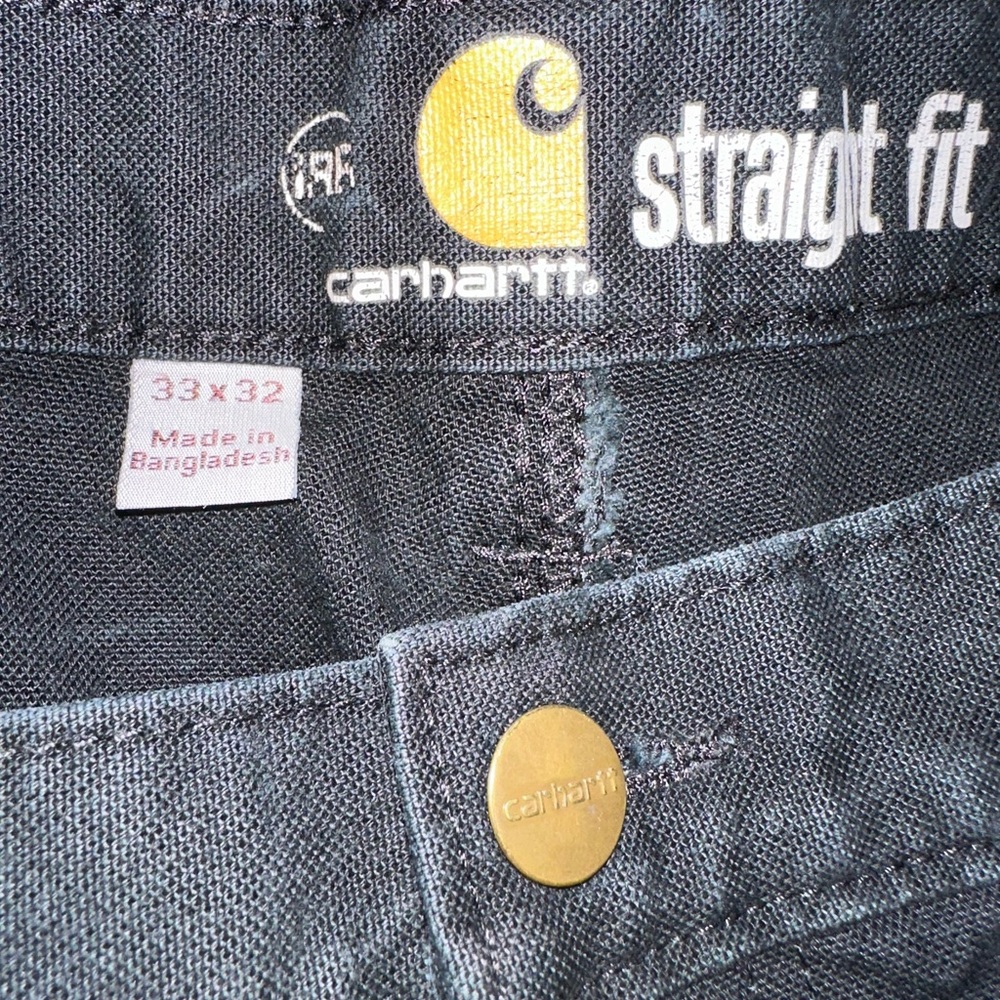 carhartt®
straight fit
33 x 32
Made in
Bangladesh
carhartt